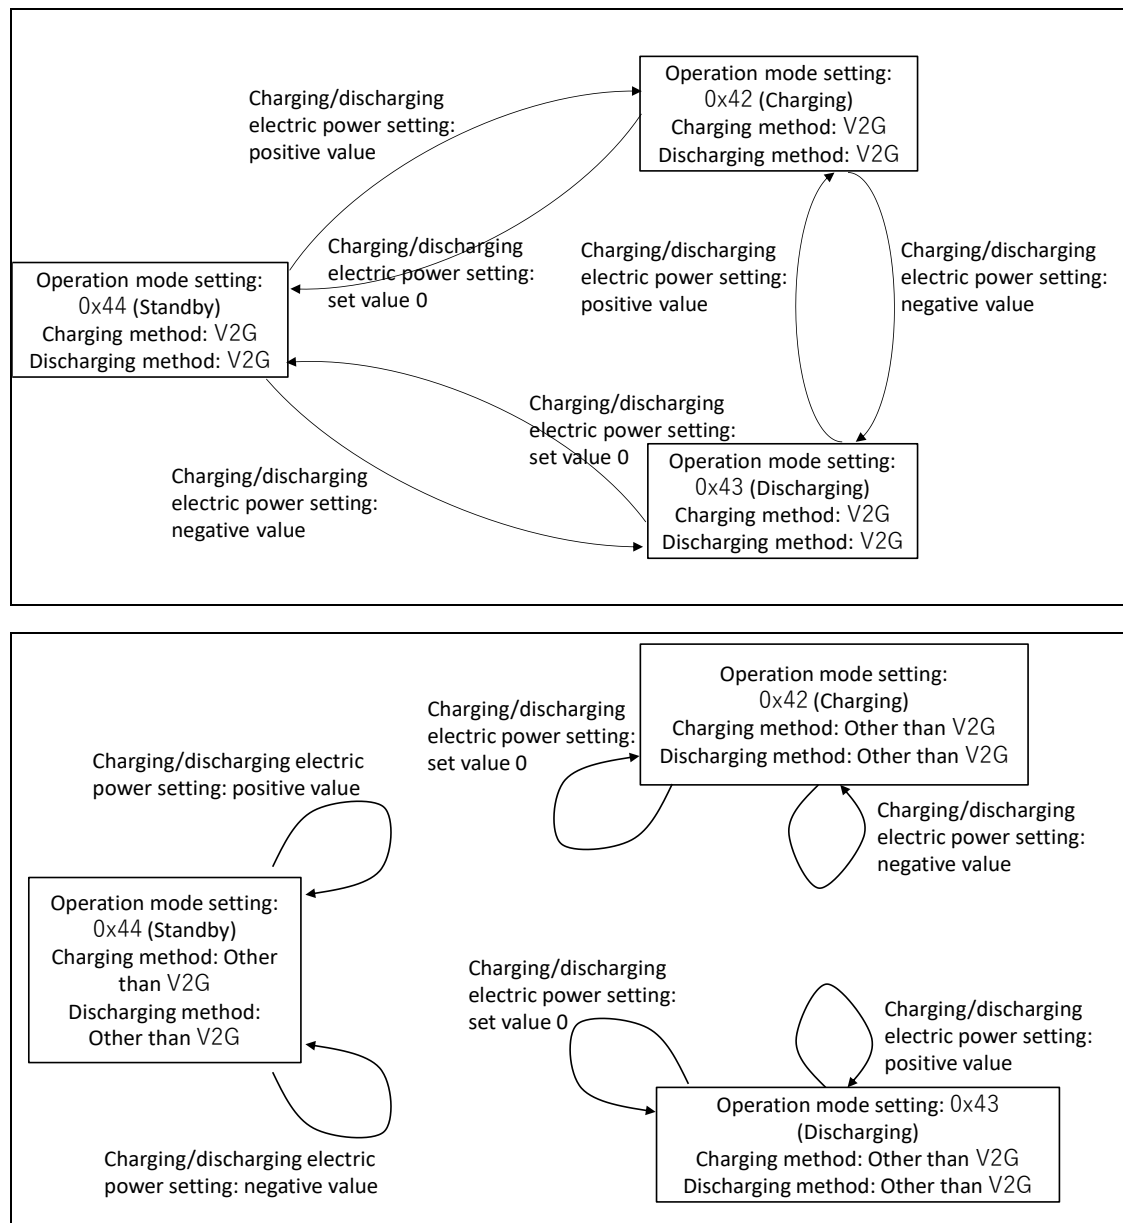 Operation mode setting:
0x42 (Charging)
Charging method: V2G
Discharging method: V2G
Charging/discharging
electric power setting:
positive value
Charging/discharging
electric power setting:
set value 0
Charging/discharging
electric power setting:
positive value
Charging/discharging
electric power setting:
negative value
Operation mode setting:
0x44 (Standby)
Charging method: V2G
Discharging method: V2G
Charging/discharging
electric power setting:
set value 0
Charging/discharging
electric power setting:
negative value
Operation mode setting:
0x43 (Discharging)
Charging method: V2G
Discharging method: V2G
Operation mode setting:
0x42 (Charging)
Charging method: Other than V2G
Discharging method: Other than V2G
Charging/discharging
electric power setting:
set value 0
Charging/discharging electric
power setting: positive value
Charging/discharging
electric power setting:
negative value
Operation mode setting:
0x44 (Standby)
Charging method: Other
than V2G
Discharging method:
Other than V2G
Charging/discharging
electric power setting:
set value 0
Charging/discharging
electric power setting:
positive value
Operation mode setting: 0x43
(Discharging)
Charging method: Other than V2G
Discharging method: Other than V2G
Charging/discharging electric
power setting: negative value